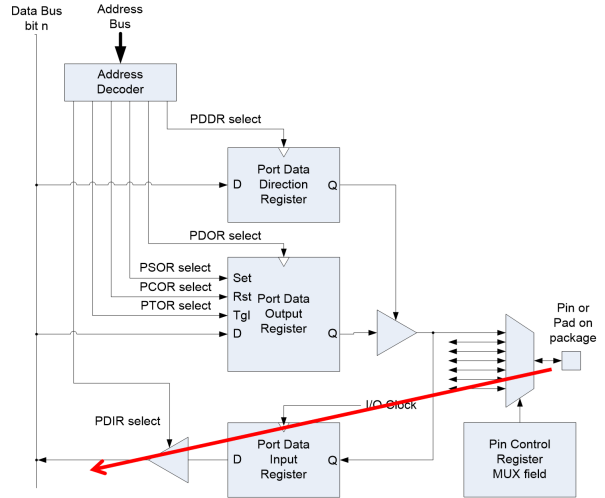 Data Bus
bit n
Address
Bus
Address
Decoder
PDDR select
Port Data
Direction
Register
D
Q
PDOR select
PSOR select
PCOR select
PTOR select
Set
Rst
Tgl
D
Port Data
Output
Register
Q
Pin or
Pad on
package
I/O Clock
PDIR select
Port Data
Input
Register
D
Q
Pin Control
Register
MUX field